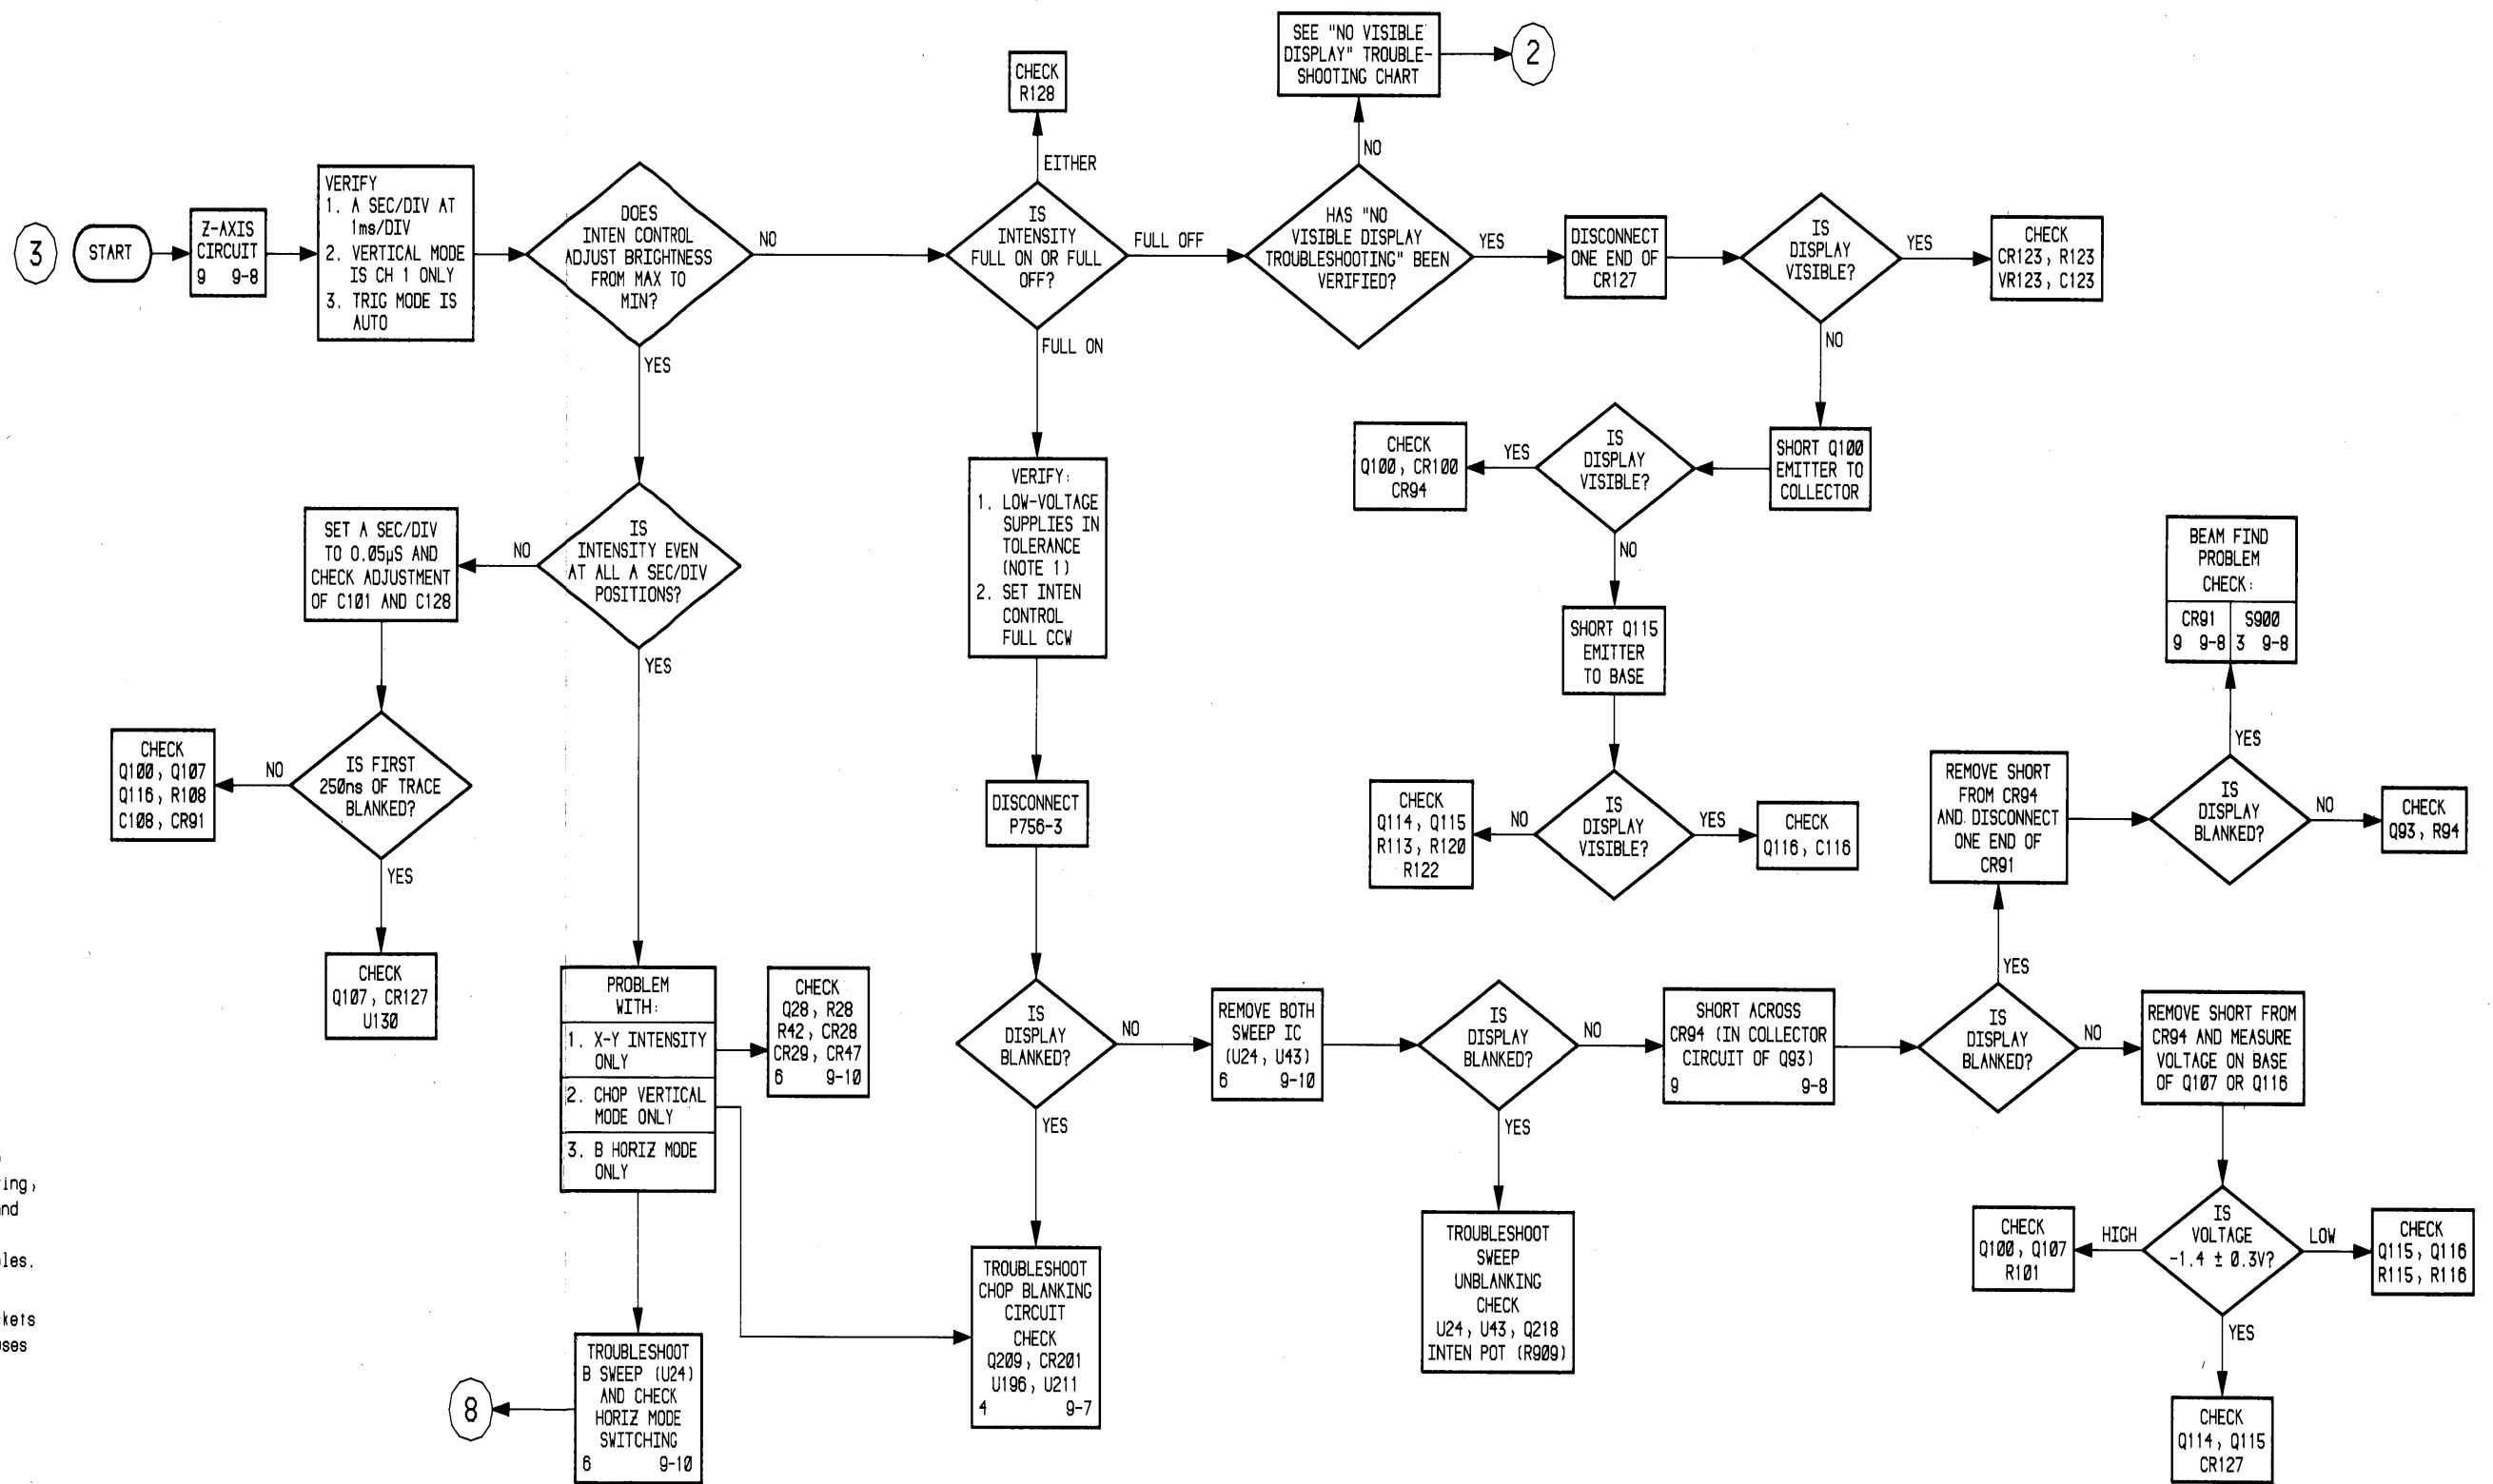 3
START
Z-AXIS
CIRCUIT
9 9-8
VERIFY
1. A SEC/DIV AT
1ms/DIV
2. VERTICAL MODE
IS CH 1 ONLY
3. TRIG MODE IS
AUTO
DOES
INTEN CONTROL
ADJUST BRIGHTNESS
FROM MAX TO
MIN?
NO
YES
CHECK
R128
EITHER
IS
INTENSITY
FULL ON OR FULL
OFF?
FULL OFF
FULL ON
SEE "NO VISIBLE
DISPLAY" TROUBLE-
SHOOTING CHART
2
NO
HAS "NO
VISIBLE DISPLAY
TROUBLESHOOTING" BEEN
VERIFIED?
YES
DISCONNECT
ONE END OF
CR127
IS
DISPLAY
VISIBLE?
YES
CHECK
CR123, R123
VR123, C123
NO
SHORT Q100
EMITTER TO
COLLECTOR
IS
DISPLAY
VISIBLE?
YES
CHECK
Q100, CR100
CR94
NO
SHORT Q115
EMITTER
TO BASE
IS
DISPLAY
VISIBLE?
NO
CHECK
Q114, Q115
R113, R120
R122
YES
CHECK
Q116, C116
IS
INTENSITY EVEN
AT ALL A SEC/DIV
POSITIONS?
NO
SET A SEC/DIV
TO 0.05µS AND
CHECK ADJUSTMENT
OF C101 AND C128
IS FIRST
250ns OF TRACE
BLANKED?
NO
CHECK
Q100, Q107
Q116, R108
C108, CR91
YES
CHECK
Q107, CR127
U130
YES
PROBLEM
WITH:
1. X-Y INTENSITY
ONLY
2. CHOP VERTICAL
MODE ONLY
3. B HORIZ MODE
ONLY
CHECK
Q28, R28
R42, CR28
CR29, CR47
6 9-10
TROUBLESHOOT
B SWEEP (U24)
AND CHECK
HORIZ MODE
SWITCHING
6 9-10
8
VERIFY:
1. LOW-VOLTAGE
SUPPLIES IN
TOLERANCE
(NOTE 1)
2. SET INTEN
CONTROL
FULL CCW
DISCONNECT
P756-3
IS
DISPLAY
BLANKED?
YES
TROUBLESHOOT
CHOP BLANKING
CIRCUIT
CHECK
Q209, CR201
U196, U211
4 9-7
NO
REMOVE BOTH
SWEEP IC
(U24, U43)
6 9-10
IS
DISPLAY
BLANKED?
YES
TROUBLESHOOT
SWEEP
UNBLANKING
CHECK
U24, U43, Q218
INTEN POT (R909)
NO
SHORT ACROSS
CR94 (IN COLLECTOR
CIRCUIT OF Q93)
9 9-8
IS
DISPLAY
BLANKED?
YES
REMOVE SHORT
FROM CR94
AND DISCONNECT
ONE END OF
CR91
IS
DISPLAY
BLANKED?
YES
BEAM FIND
PROBLEM
CHECK:
CR91
9 9-8
S900
3 9-8
NO
CHECK
Q93, R94
NO
REMOVE SHORT FROM
CR94 AND MEASURE
VOLTAGE ON BASE
OF Q107 OR Q116
IS
VOLTAGE
-1.4 ± 0.3V?
HIGH
CHECK
Q100, Q107
R101
LOW
CHECK
Q115, Q116
R115, R116
YES
CHECK
Q114, Q115
CR127
ing,
nd
les.
kets
uses